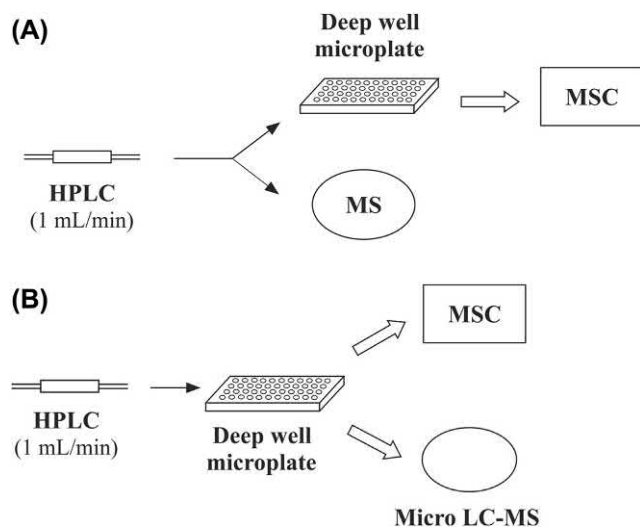 (A)
Deep well
microplate
MSC
HPLC
(1 mL/min)
MS
(B)
MSC
HPLC
(1 mL/min)
Deep well
microplate
Micro LC-MS